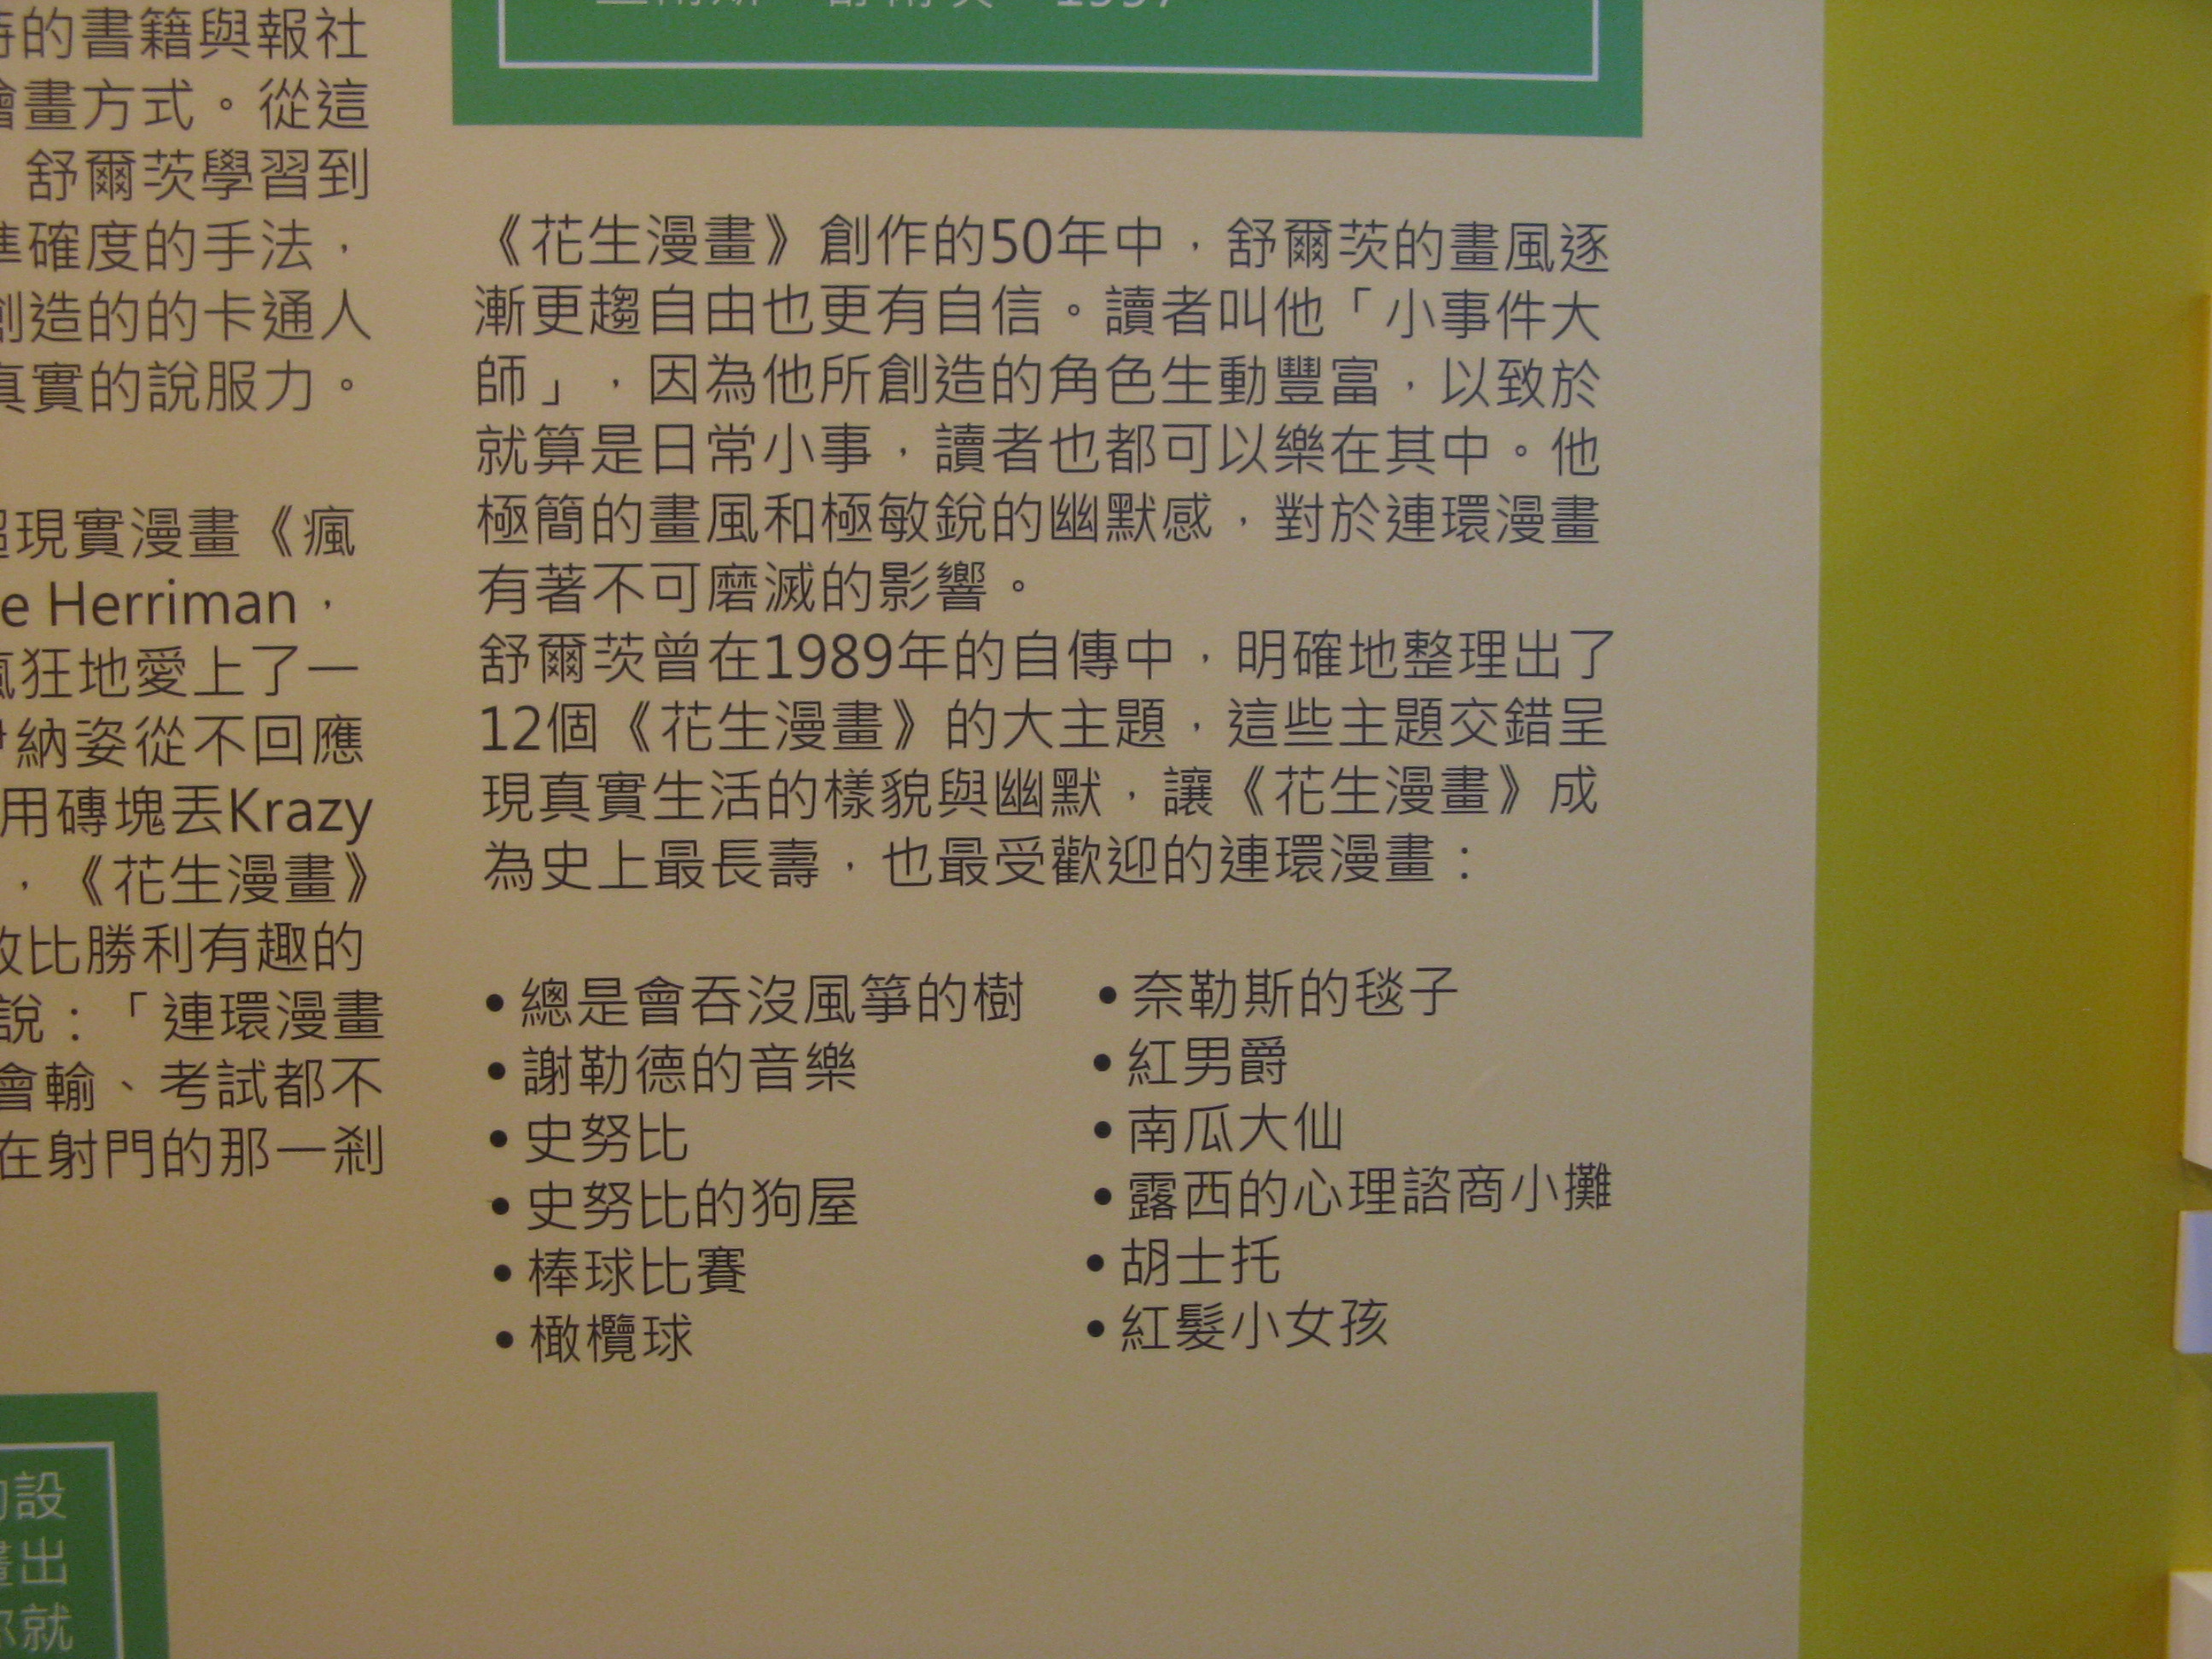 的書籍與報社
畫方式。從這
舒爾茨學習到
確度的手法，
造的的卡通人
真實的說服力。
現實漫畫《瘋
e Herriman，
狂地愛上了一
納姿從不回應
用磚塊丟Krazy
，《花生漫畫》
比勝利有趣的
說：「連環漫畫
會輸、考試都不
在射門的那一剎
設
出
就
1997
《花生漫畫》創作的50年中，舒爾茨的畫風逐
漸更趨自由也更有自信。讀者叫他「小事件大
師」，因為他所創造的角色生動豐富，以致於
就算是日常小事，讀者也都可以樂在其中。他
極簡的畫風和極敏銳的幽默感，對於連環漫畫
有著不可磨滅的影響。
舒爾茨曾在1989年的自傳中，明確地整理出了
12個《花生漫畫》的大主題，這些主題交錯呈
現真實生活的樣貌與幽默，讓《花生漫畫》成
為史上最長壽，也最受歡迎的連環漫畫：
•總是會吞沒風箏的樹
•謝勒德的音樂
•史努比
•史努比的狗屋
•棒球比賽
•橄欖球
•奈勒斯的毯子
•紅男爵
•南瓜大仙
•露西的心理諮商小攤
•胡士托
•紅髮小女孩